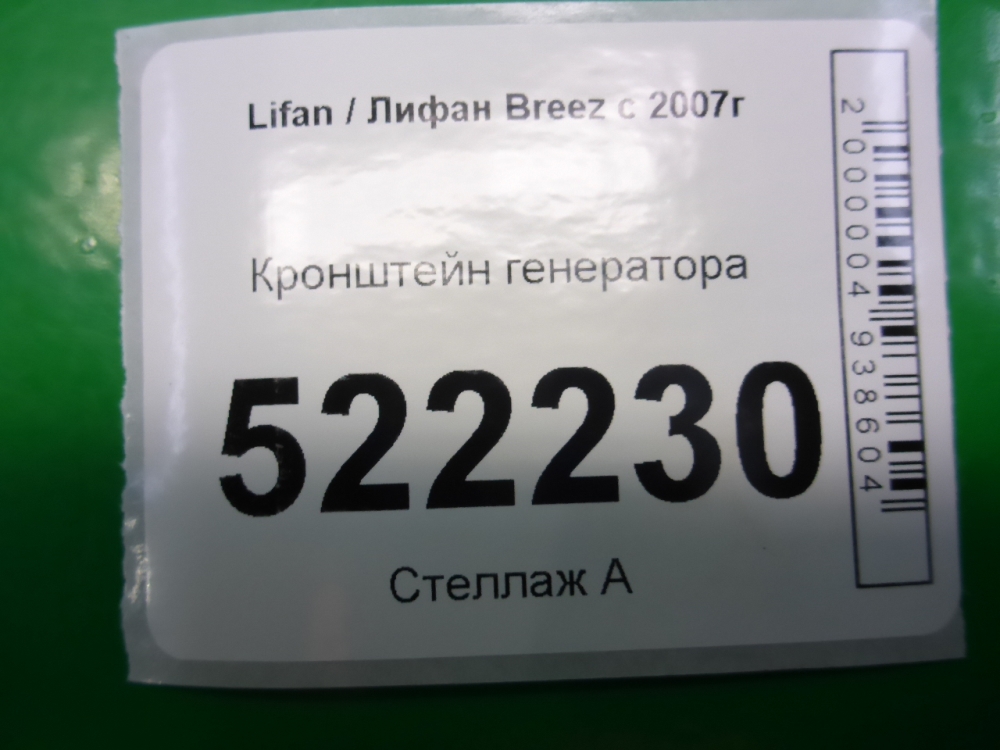 Lifan / Лифан Breez с 2007г
Кронштейн генератора
522230
Стеллаж А
2000004938604